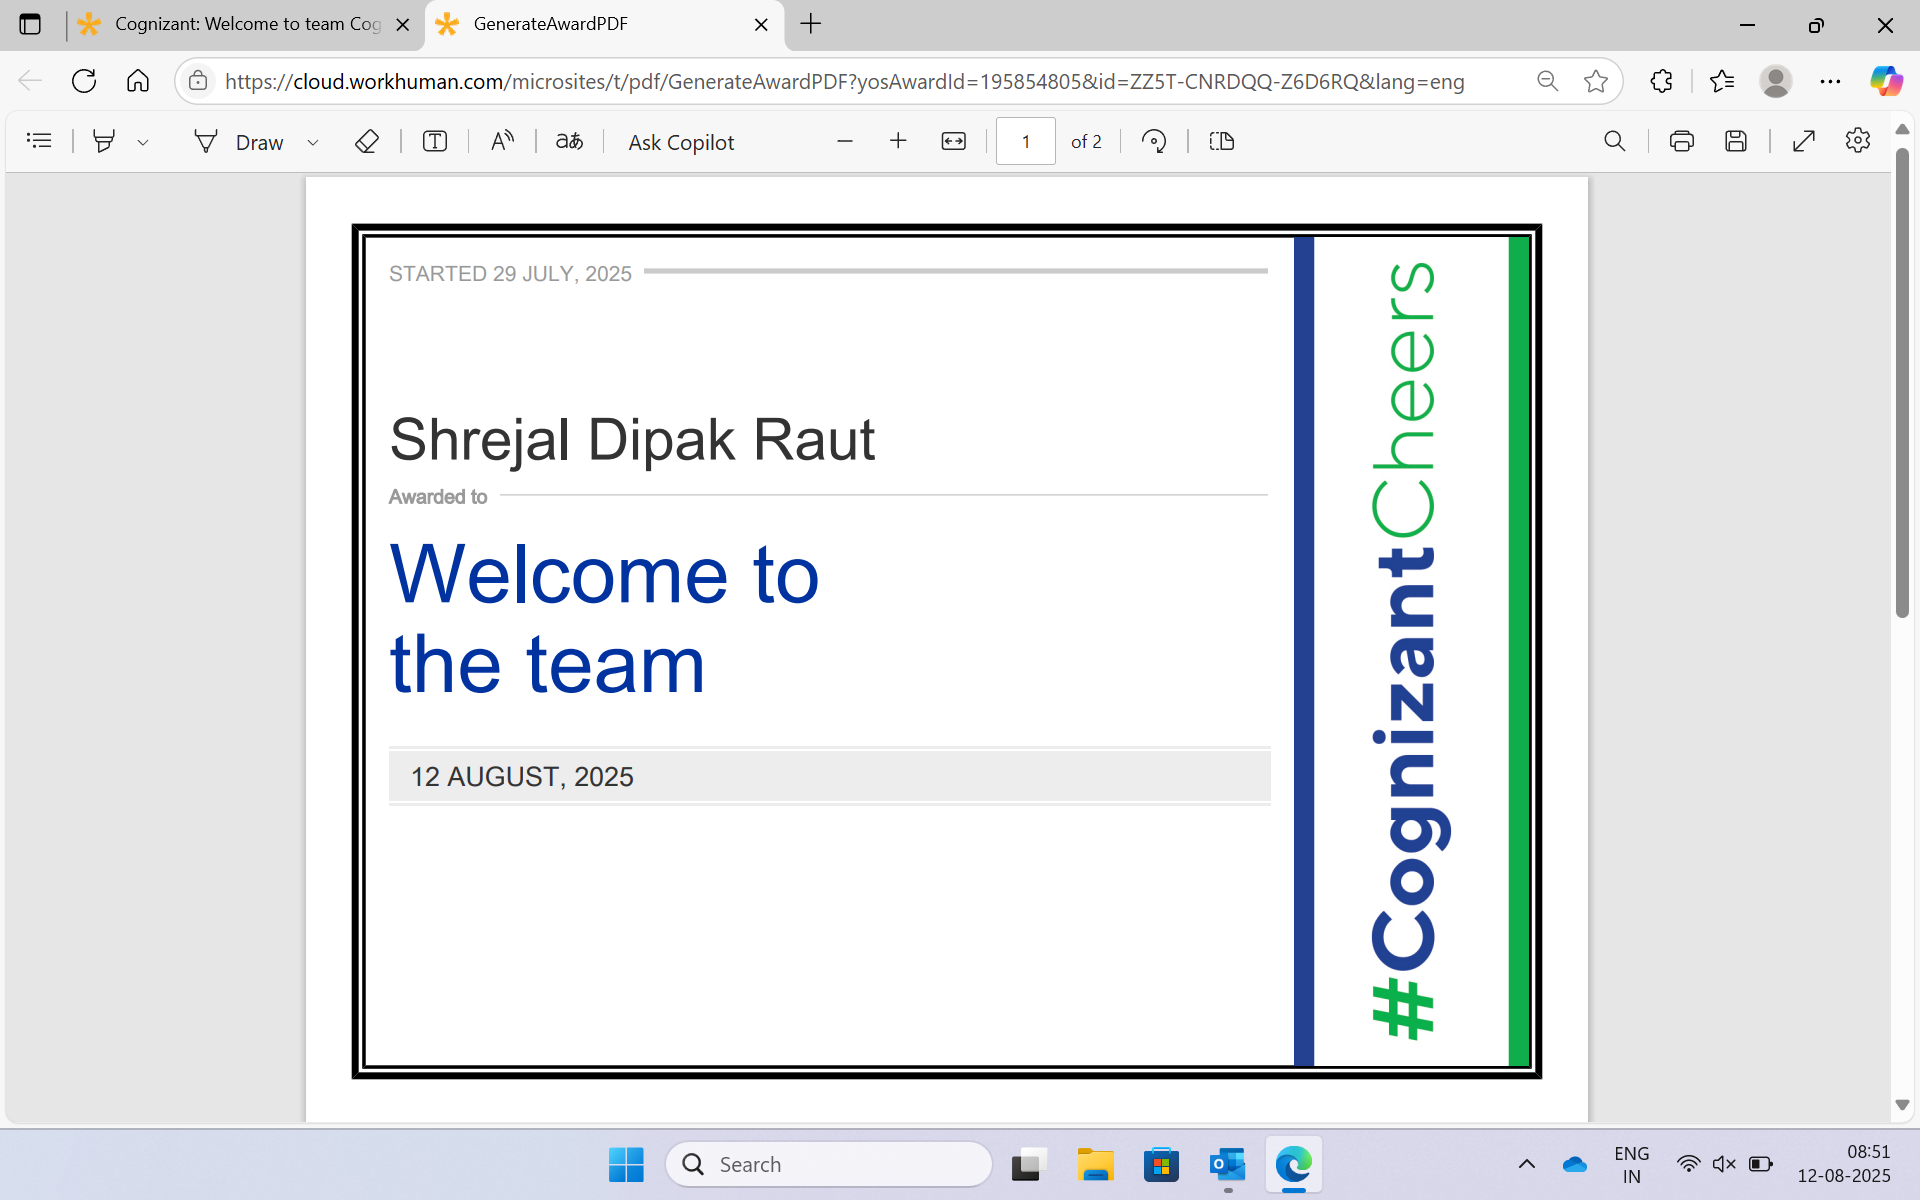 Cognizant: Welcome to team Cog
GenerateAwardPDF
https://cloud.workhuman.com/microsites/t/pdf/GenerateAwardPDF?yosAwardId=195854805&id=ZZ5T-CNRDQQ-Z6D6RQ&lang=eng
Draw
T
A
aあ
Ask Copilot
1
of 2
STARTED 29 JULY, 2025
Shrejal Dipak Raut
Awarded to
Welcome to
the team
12 AUGUST, 2025
#CognizantCheers
Search
ENG
IN
08:51
12-08-2025